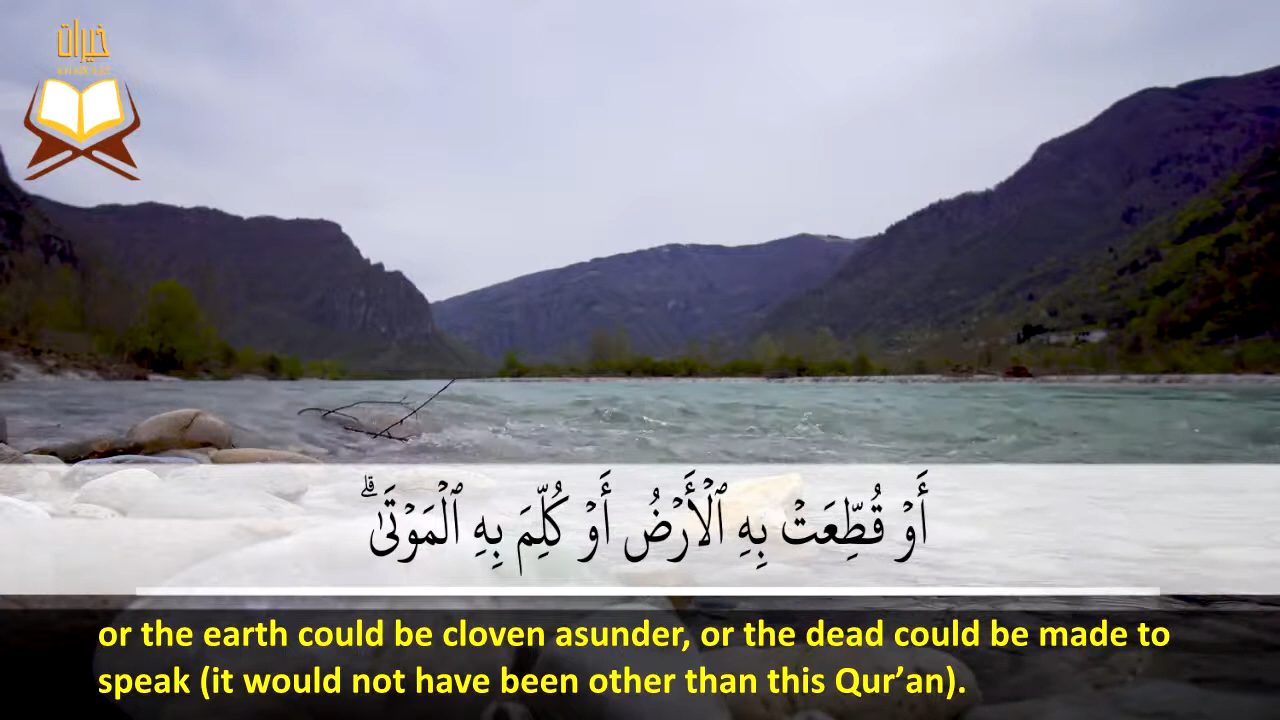 خيرات
أَوۡ قُطِّعَتۡ بِهِ ٱلۡأَرۡضُ أَوۡ كُلِّمَ بِهِ ٱلۡمَوۡتَىٰۗ
or the earth could be cloven asunder, or the dead could be made to
speak (it would not have been other than this Qur’an).